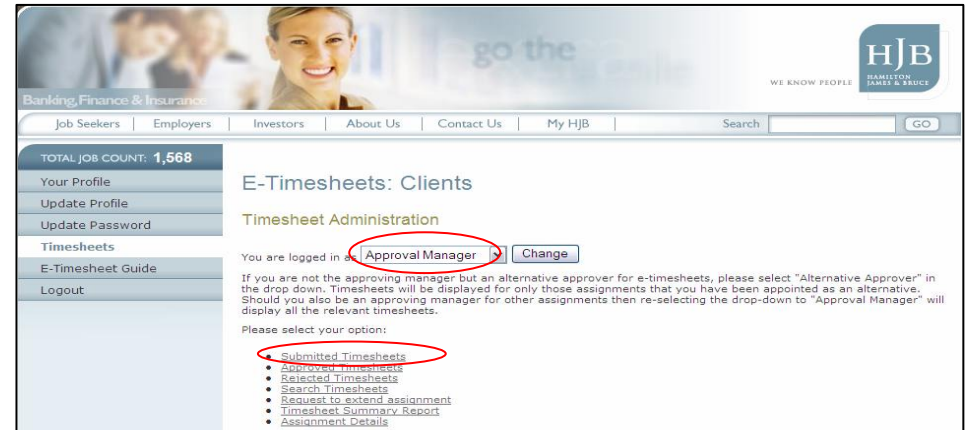 go the
WE KNOW PEOPLE
HJB
HAMILTON
JAMES & BRUCE
Banking, Finance & Insurance
Job Seekers | Employers | Investors | About Us | Contact Us | My HJB | Search GO
TOTAL JOB COUNT: 1,568
Your Profile
Update Profile
Update Password
Timesheets
E-Timesheet Guide
Logout
E-Timesheets: Clients
Timesheet Administration
You are logged in as Approval Manager Change
If you are not the approving manager but an alternative approver for e-timesheets, please select "Alternative Approver" in
the drop down. Timesheets will be displayed for only those assignments that you have been appointed as an alternative.
Should you also be an approving manager for other assignments then re-selecting the drop-down to "Approval Manager" will
display all the relevant timesheets.
Please select your option:
• Submitted Timesheets
• Approved Timesheets
• Rejected Timesheets
• Search Timesheets
• Request to extend assignment
• Timesheet Summary Report
• Assignment Details